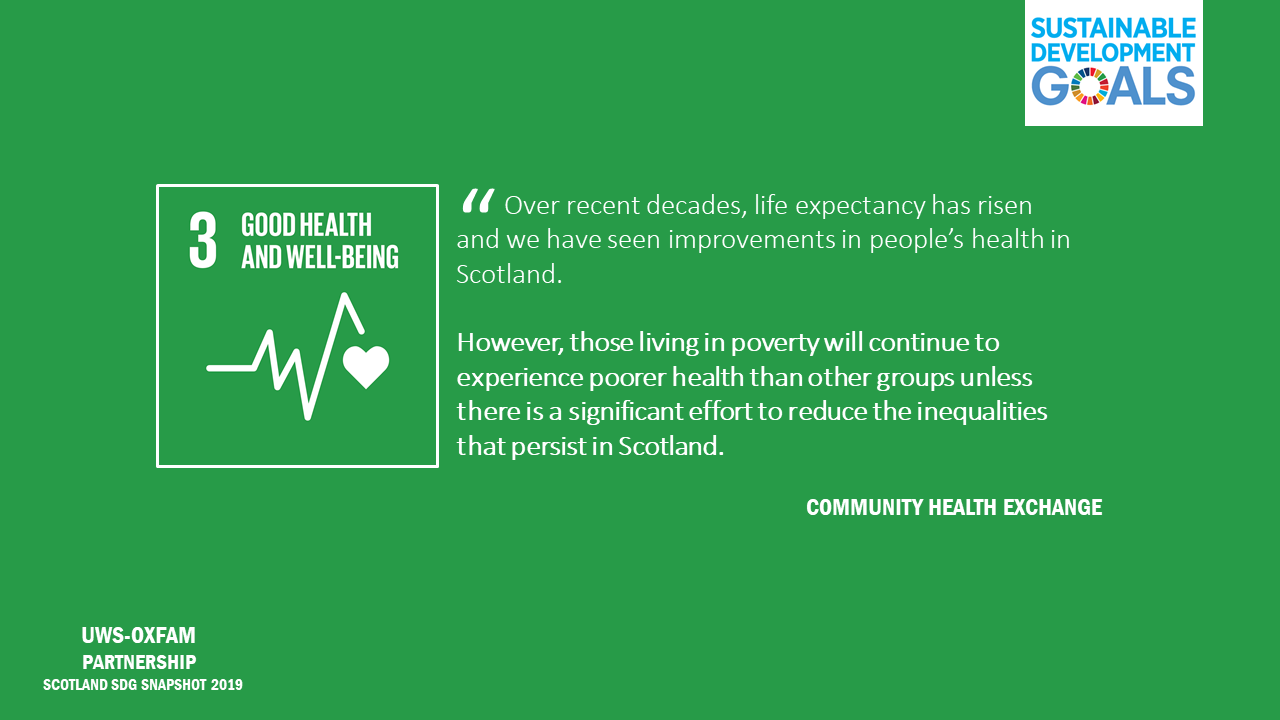 SUSTAINABLE
DEVELOPMENT
GOALS
3 GOOD HEALTH
AND WELL-BEING
“ Over recent decades, life expectancy has risen
and we have seen improvements in people’s health in
Scotland.
However, those living in poverty will continue to
experience poorer health than other groups unless
there is a significant effort to reduce the inequalities
that persist in Scotland.
COMMUNITY HEALTH EXCHANGE
UWS-OXFAM
PARTNERSHIP
SCOTLAND SDG SNAPSHOT 2019